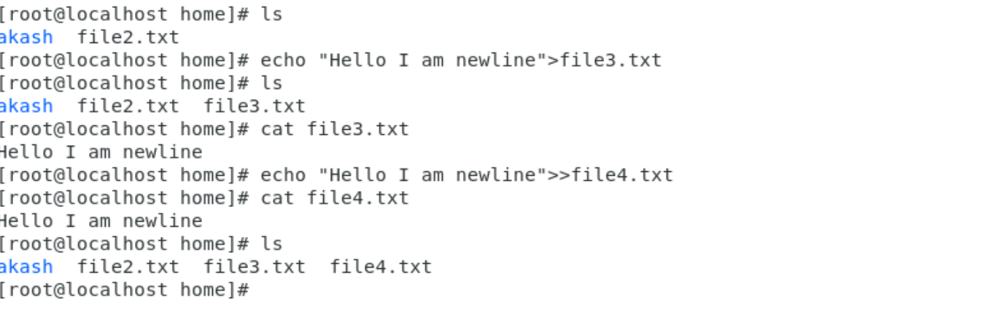 [root@localhost home]# ls
akash  file2.txt
[root@localhost home]# echo "Hello I am newline">file3.txt
[root@localhost home]# ls
akash  file2.txt  file3.txt
[root@localhost home]# cat file3.txt
Hello I am newline
[root@localhost home]# echo "Hello I am newline">>file4.txt
[root@localhost home]# cat file4.txt
Hello I am newline
[root@localhost home]# ls
akash  file2.txt  file3.txt  file4.txt
[root@localhost home]#